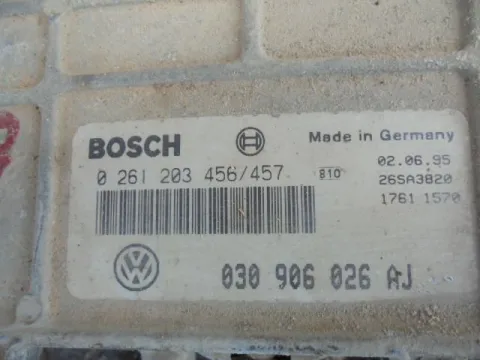 BOSCH
Made in Germany
0 261 203 456/457
810
02.06.95
26SA3820
1761 1570
030 906 026 AJ